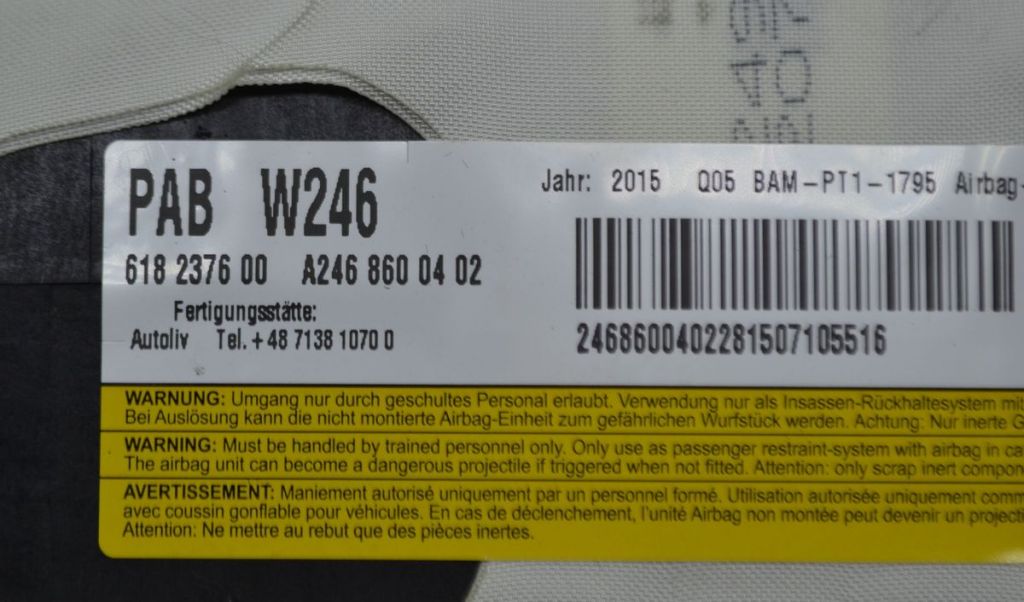 PAB W246
618 2376 00 A246 860 04 02
Fertigungsstätte:
Autoliv Tel. +48 7138 1070 0
Jahr: 2015 Q05 BAM-PT1-1795 Airbag-
2468600402281507105516
WARNUNG: Umgang nur durch geschultes Personal erlaubt. Verwendung nur als Insassen-Rückhaltesystem mit
Bei Auslösung kann die nicht montierte Airbag-Einheit zum gefährlichen Wurfstück werden. Achtung: Nur inerte G
WARNING: Must be handled by trained personnel only. Only use as passenger restraint-system with airbag in ca
The airbag unit can become a dangerous projectile if triggered when not fitted. Attention: only scrap inert compon
AVERTISSEMENT: Maniement autorisé uniquement par un personnel formé. Utilisation autorisée uniquement comm
avec coussin gonflable pour véhicules. En cas de déclenchement, l'unité Airbag non montée peut devenir un projecti
Attention: Ne mettre au rebut que des pièces inertes.